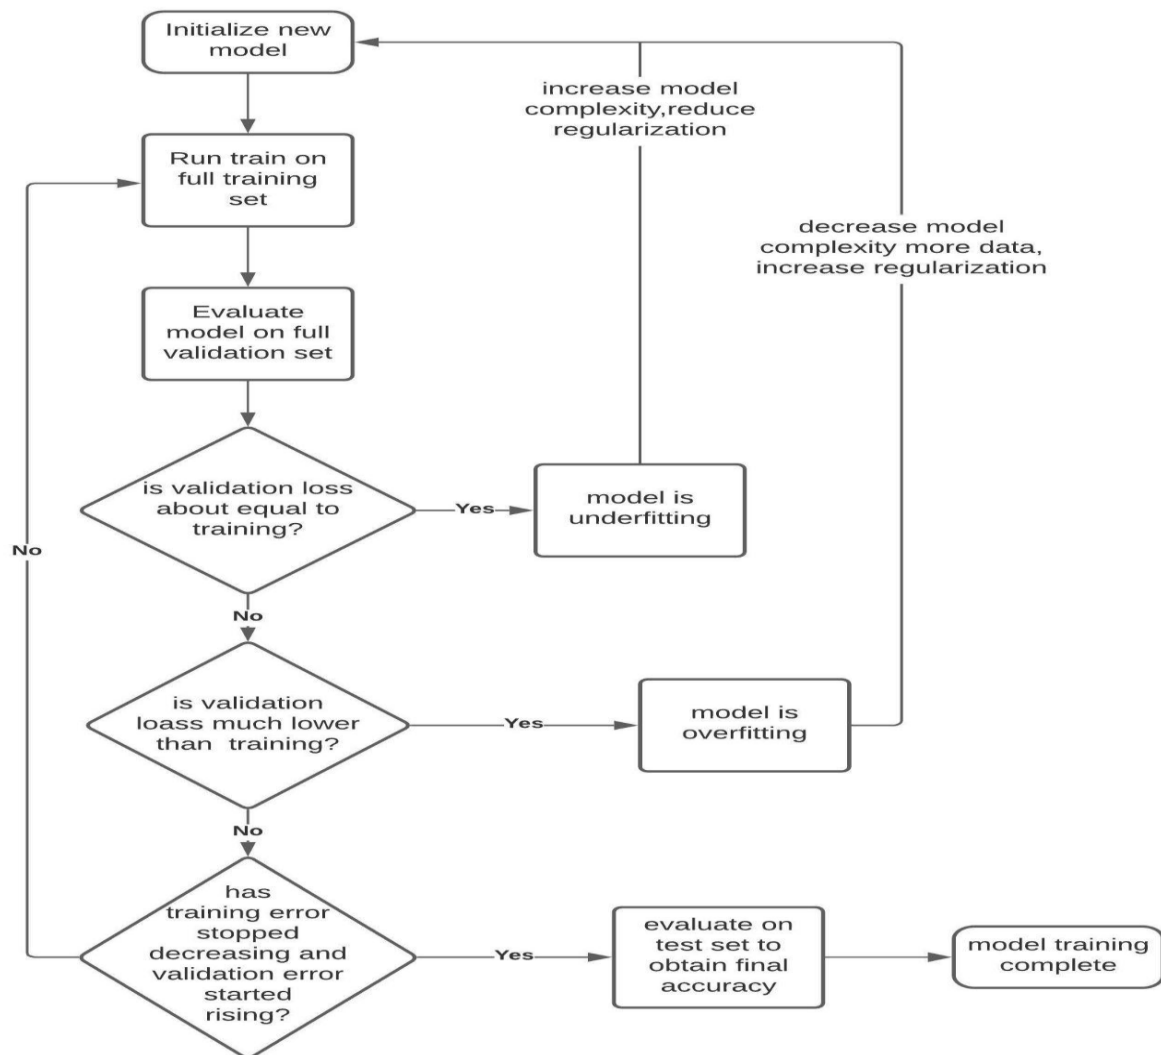 Initialize new
model
increase model
complexity,reduce
regularization
Run train on
full training
set
decrease model
complexity more data,
increase regularization
Evaluate
model on full
validation set
is validation loss
about equal to
training?
Yes
model is
underfitting
No
No
is validation
loass much lower
than training?
Yes
model is
overfitting
No
has
training error
stopped
decreasing and
validation error
started
rising?
Yes
evaluate on
test set to
obtain final
accuracy
model training
complete